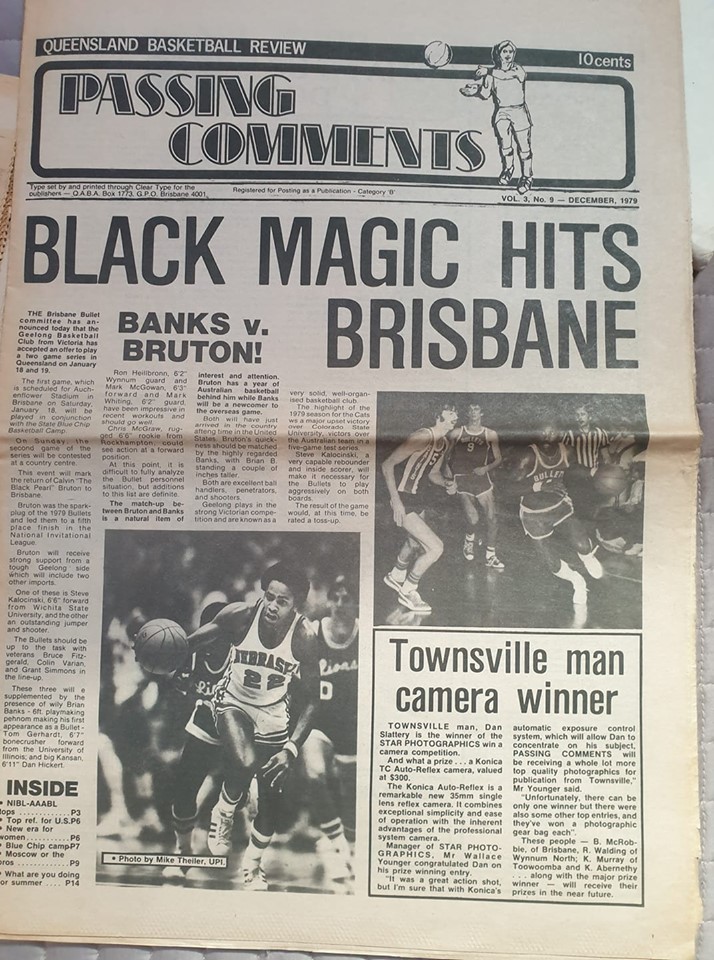 QUEENSLAND BASKETBALL REVIEW
10 cents
PASSING
COMMENTS
Type set by and printed through Clear Type for the
publishers — Q.A.B.A. Box 1773, G.P.O. Brisbane 4001.
Registered for Posting as a Publication - Category 'B'
VOL. 3, No. 9 — DECEMBER, 1979
BLACK MAGIC HITS
BRISBANE
BANKS v.
BRUTON!
THE Brisbane Bullet
committee has an-
nounced today that the
Geelong Basketball
Club from Victoria has
accepted an offer to play
a two game series in
Queensland on January
18 and 19.
The first game, which
is scheduled for Auch-
enflower Stadium in
Brisbane on Saturday,
January 18, will be
played in conjunction
with the State Blue Chip
Basketball Camp.
On Sunday, the
second game of the
series will be contested
at a country centre.
This event will mark
the return of Calvin "The
Black Pearl" Bruton to
Brisbane.
Bruton was the spark-
plug of the 1979 Bullets
and led them to a fifth
place finish in the
National Invitational
League.
Bruton will receive
strong support from a
tough Geelong side
which will include two
other imports.
One of these is Steve
Kalocinski, 6'6" forward
from Wichita State
University, and the other
an outstanding jumper
and shooter.
The Bullets should be
up to the task with
veterans Bruce Fitz-
gerald, Colin Varian,
and Grant Simmons in
the line-up.
These three will e
supplemented by the
presence of wily Brian
Banks - 6ft. playmaking
pehnom making his first
appearance as a Bullet -
Tom Gerhardt, 6'7"
bonecrusher forward
from the University of
Illinois; and big Kansan,
6'11" Dan Hickert.
Ron Heilibronn, 6'2"
Wynnum guard and
Mark McGowan, 6'3"
forward and Mark
Whiting, 6'2" guard,
have been impressive in
recent workouts and
should go well.
Chris McGraw, rug-
ged 6'6" rookie from
Rockhampton, could
see action at a forward
position.
At this point, it is
difficult to fully analyze
the Bullet personnel
situation, but additions
to this list are definite.
The match-up be-
tween Bruton and Banks
is a natural item of
interest and attention.
Bruton has a year of
Australian basketball
behind him while Banks
will be a newcomer to
the overseas game.
Both will have just
arrived in the country
after
time in the United
States. Bruton's quick-
ness should be matched
by the highly regarded
Banks, with Brian B.
standing a couple of
inches taller.
Both are excellent ball
handlers, penetrators,
and shooters.
Geelong plays in the
strong Victorian compe-
tition and are known as a
very solid, well-organ-
ised basketball club.
The highlight of the
1979 season for the Cats
was a major upset victory
over Colorado State
University, victors over
the Australian team in a
five-game test series.
Steve Kalocinski, a
very capable rebounder
and inside scorer, will
make it necessary for
the Bullets to play
aggressively on both
boards.
The result of the game
would, at this time, be
rated a toss-up.
BULLETS
9
BULLET
NEBRASK
22
lions
• Photo by Mike Theiler, UPI.
INSIDE
• NIBL-AAABL
tops ........ P3
• Top ref. for U.S. P6
• New era for
women ........ P6
• Blue Chip camp P7
• Moscow or the
pros ........ P9
• What are you doing
for summer .... P14
Townsville man
camera winner
TOWNSVILLE man, Dan
Slattery is the winner of the
STAR PHOTOGRAPHICS win a
camera competition.
And what a prize . . . a Konica
TC Auto-Reflex camera, valued
at $300.
The Konica Auto-Reflex is a
remarkable new 35mm single
lens reflex camera. It combines
exceptional simplicity and ease
of operation with the inherent
advantages of the professional
system camera.
Manager of STAR PHOTO-
GRAPHICS, Mr Wallace
Younger congratulated Dan on
his prize winning entry.
"It was a great action shot,
but I'm sure that with Konica's
automatic exposure control
system, which will allow Dan to
concentrate on his subject,
PASSING COMMENTS will
be receiving a whole lot more
top quality photographs for
publication from Townsville,"
Mr Younger said.
"Unfortunately, there can be
only one winner but there were
also some other top entries, and
they've won a photographic
gear bag each".
These people — B. McRob-
bie, of Brisbane, R. Walding of
Wynnum North; K. Murray of
Toowoomba and K. Abernethy
. . . along with the major prize
winner — will receive their
prizes in the near future.